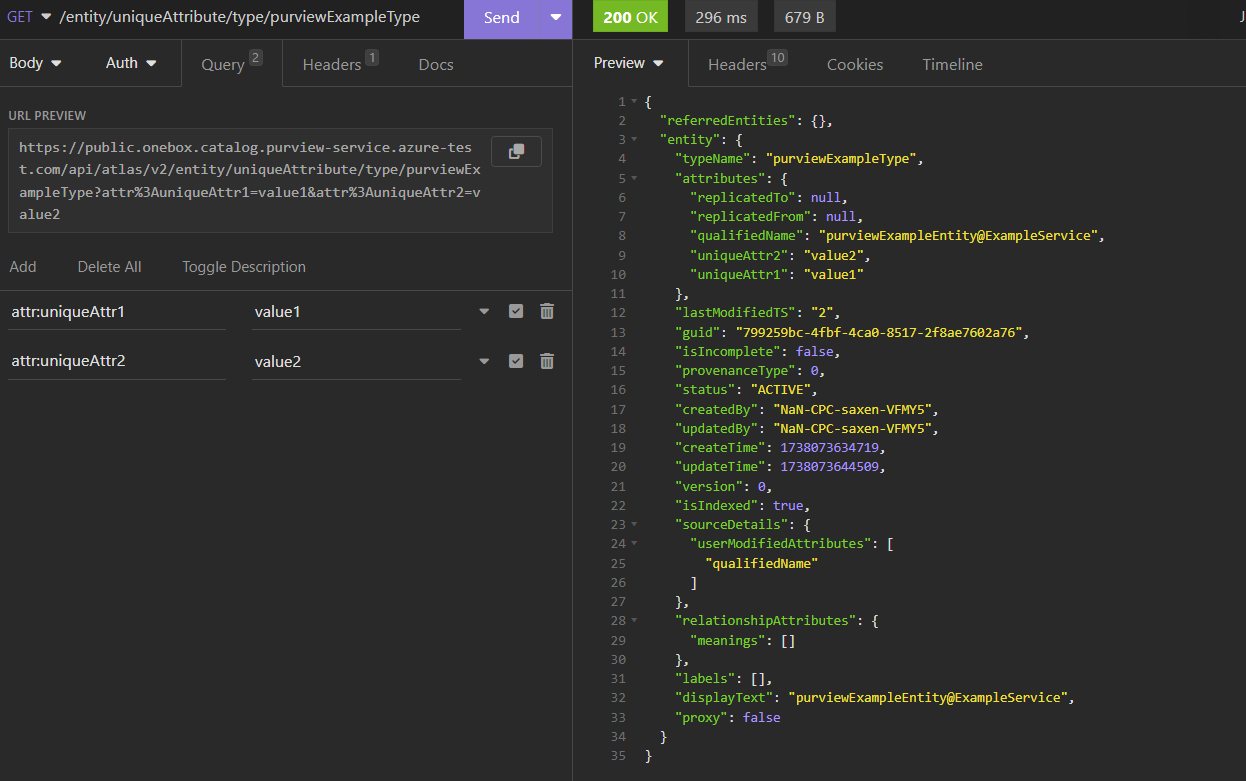 GET /entity/uniqueAttribute/type/purviewExampleType Send 200 OK 296 ms 679 B J
Body Auth Query 2 Headers 1 Docs
Preview Headers 10 Cookies Timeline
URL PREVIEW
https://public.onebox.catalog.purview-service.azure-tes
t.com/api/atlas/v2/entity/uniqueAttribute/type/purviewEx
ampleType?attr%3AuniqueAttr1=value1&attr%3AuniqueAttr2=v
alue2
Add Delete All Toggle Description
attr:uniqueAttr1 value1
attr:uniqueAttr2 value2
1 {
2 "referredEntities": {},
3 "entity": {
4 "typeName": "purviewExampleType",
5 "attributes": {
6 "replicatedTo": null,
7 "replicatedFrom": null,
8 "qualifiedName": "purviewExampleEntity@ExampleService",
9 "uniqueAttr2": "value2",
10 "uniqueAttr1": "value1"
11 },
12 "lastModifiedTS": "2",
13 "guid": "799259bc-4fbf-4ca0-8517-2f8ae7602a76",
14 "isIncomplete": false,
15 "provenanceType": 0,
16 "status": "ACTIVE",
17 "createdBy": "NaN-CPC-saxen-VFMY5",
18 "updatedBy": "NaN-CPC-saxen-VFMY5",
19 "createTime": 1738073634719,
20 "updateTime": 1738073644509,
21 "version": 0,
22 "isIndexed": true,
23 "sourceDetails": {
24 "userModifiedAttributes": [
25 "qualifiedName"
26 ]
27 },
28 "relationshipAttributes": {
29 "meanings": []
30 },
31 "labels": [],
32 "displayText": "purviewExampleEntity@ExampleService",
33 "proxy": false
34 }
35 }